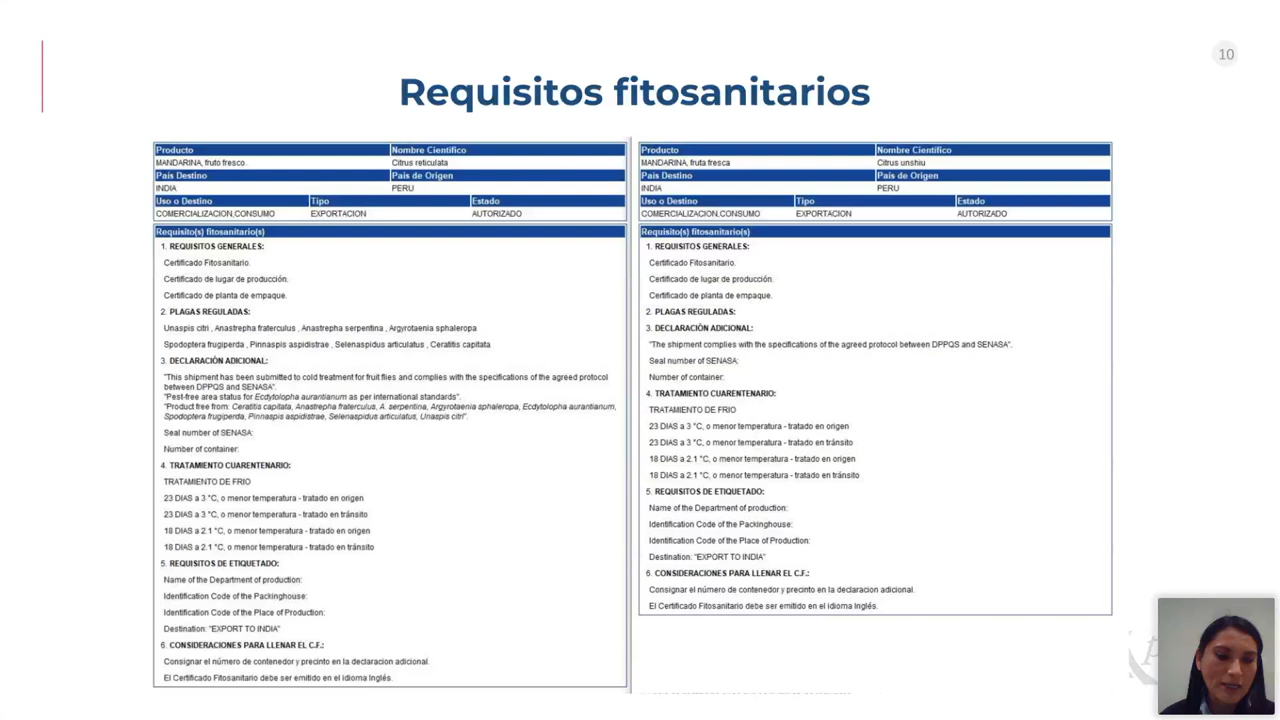 10
Requisitos fitosanitarios
Producto Nombre Científico
MANDARINA, fruto fresco. Citrus reticulata
País Destino País de Origen
INDIA PERU
Uso o Destino Tipo Estado
COMERCIALIZACION,CONSUMO EXPORTACION AUTORIZADO
Requisito(s) fitosanitario(s)
1. REQUISITOS GENERALES:
Certificado Fitosanitario.
Certificado de lugar de producción.
Certificado de planta de empaque.
2. PLAGAS REGULADAS:
Unaspis citri , Anastrepha fraterculus , Anastrepha serpentina , Argyrotaenia sphaleropa
Spodoptera frugiperda , Pinnaspis aspidistrae , Selenaspidus articulatus , Ceratitis capitata
3. DECLARACIÓN ADICIONAL:
"This shipment has been submitted to cold treatment for fruit flies and complies with the specifications of the agreed protocol
between DPPQS and SENASA".
"Pest-free area status for Ecdytolopha aurantianum as per international standards".
"Product free from: Ceratitis capitata, Anastrepha fraterculus, A. serpentina, Argyrotaenia sphaleropa, Ecdytolopha aurantianum,
Spodoptera frugiperda, Pinnaspis aspidistrae, Selenaspidus articulatus, Unaspis citri".
Seal number of SENASA:
Number of container:
4. TRATAMIENTO CUARENTENARIO:
TRATAMIENTO DE FRIO
23 DIAS a 3 °C, o menor temperatura - tratado en origen
23 DIAS a 3 °C, o menor temperatura - tratado en tránsito
18 DIAS a 2.1 °C, o menor temperatura - tratado en origen
18 DIAS a 2.1 °C, o menor temperatura - tratado en tránsito
5. REQUISITOS DE ETIQUETADO:
Name of the Department of production:
Identification Code of the Packinghouse:
Identification Code of the Place of Production:
Destination: "EXPORT TO INDIA"
6. CONSIDERACIONES PARA LLENAR EL C.F.:
Consignar el número de contenedor y precinto en la declaracion adicional.
El Certificado Fitosanitario debe ser emitido en el idioma Inglés.
Producto Nombre Científico
MANDARINA, fruta fresca Citrus unshiu
País Destino País de Origen
INDIA PERU
Uso o Destino Tipo Estado
COMERCIALIZACION,CONSUMO EXPORTACION AUTORIZADO
Requisito(s) fitosanitario(s)
1. REQUISITOS GENERALES:
Certificado Fitosanitario.
Certificado de lugar de producción.
Certificado de planta de empaque.
2. PLAGAS REGULADAS:
3. DECLARACIÓN ADICIONAL:
"The shipment complies with the specifications of the agreed protocol between DPPQS and SENASA".
Seal number of SENASA:
Number of container:
4. TRATAMIENTO CUARENTENARIO:
TRATAMIENTO DE FRIO
23 DIAS a 3 °C, o menor temperatura - tratado en origen
23 DIAS a 3 °C, o menor temperatura - tratado en tránsito
18 DIAS a 2.1 °C, o menor temperatura - tratado en origen
18 DIAS a 2.1 °C, o menor temperatura - tratado en tránsito
5. REQUISITOS DE ETIQUETADO:
Name of the Department of production:
Identification Code of the Packinghouse:
Identification Code of the Place of Production:
Destination: "EXPORT TO INDIA"
6. CONSIDERACIONES PARA LLENAR EL C.F.:
Consignar el número de contenedor y precinto en la declaracion adicional.
El Certificado Fitosanitario debe ser emitido en el idioma Inglés.